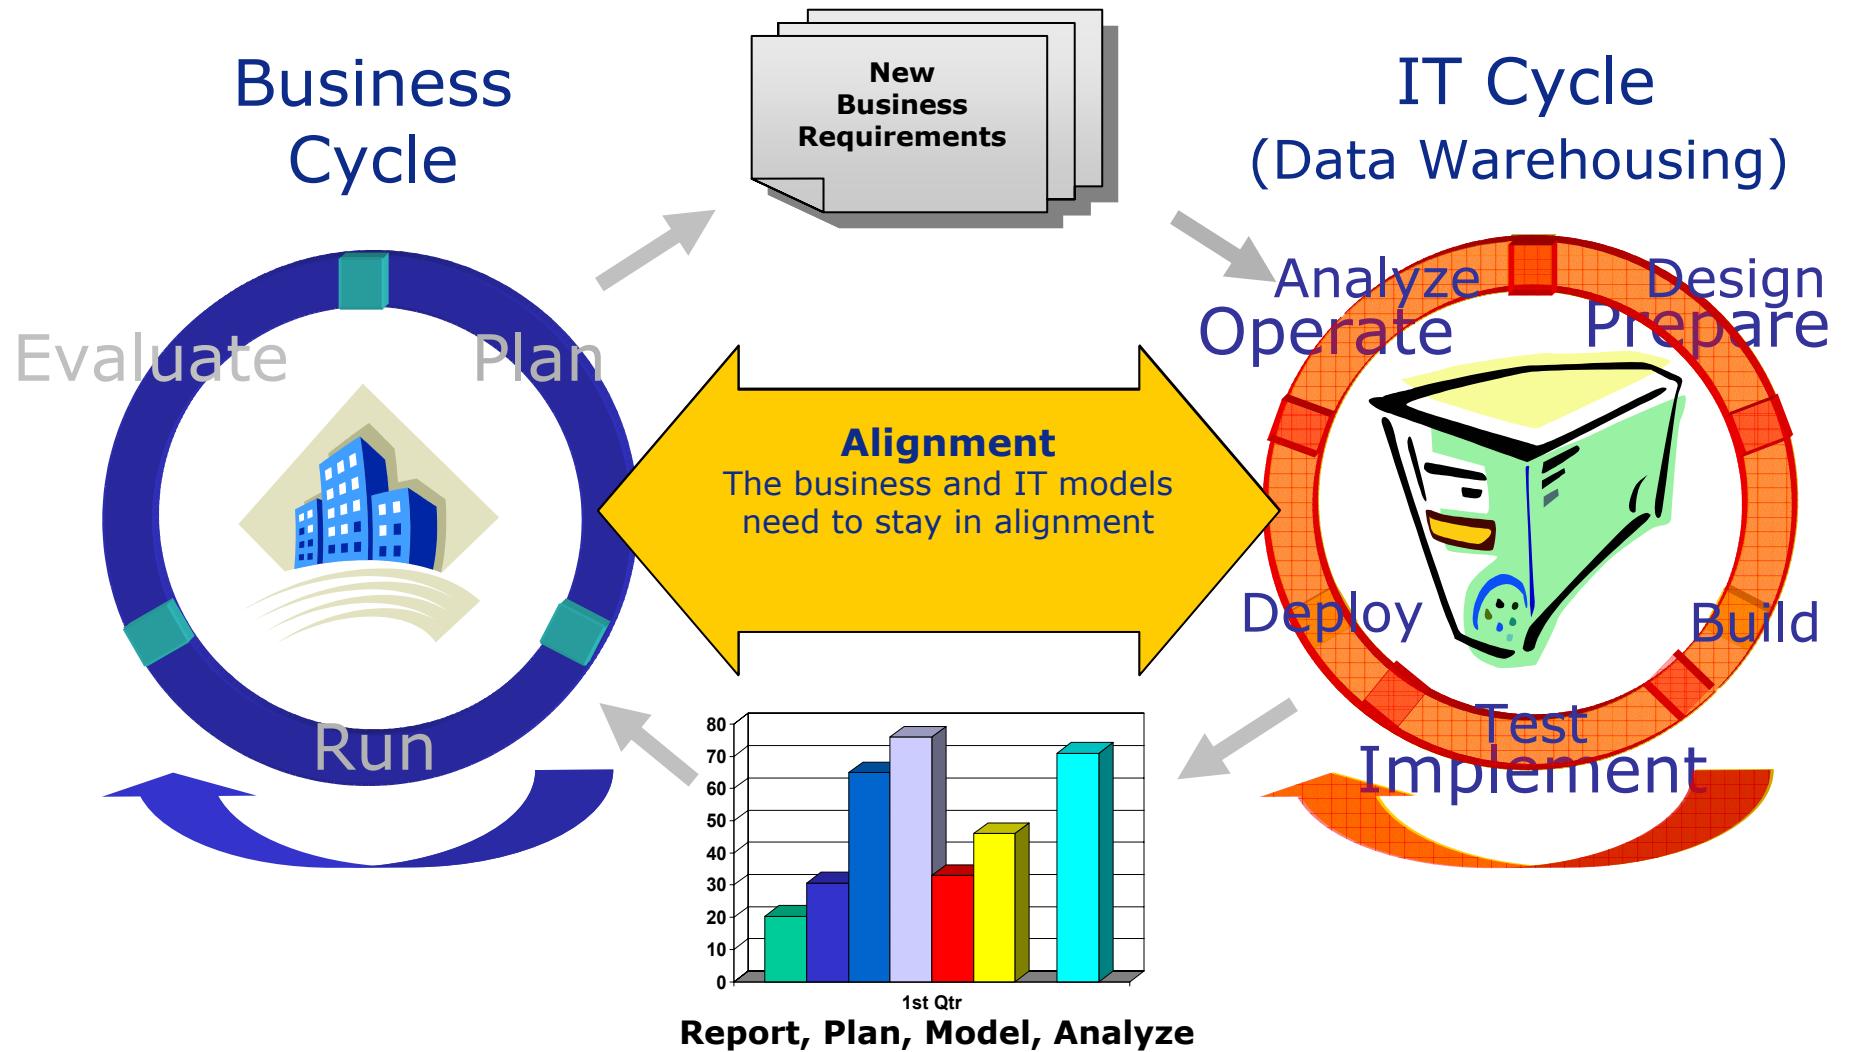 Business
Cycle
New
Business
Requirements
IT Cycle
(Data Warehousing)
Evaluate
Plan
Run
Alignment
The business and IT models
need to stay in alignment
Analyze
Design
Operate
Prepare
Deploy
Build
Test
Implement
80
70
60
50
40
30
20
10
0
1st Qtr
Report, Plan, Model, Analyze